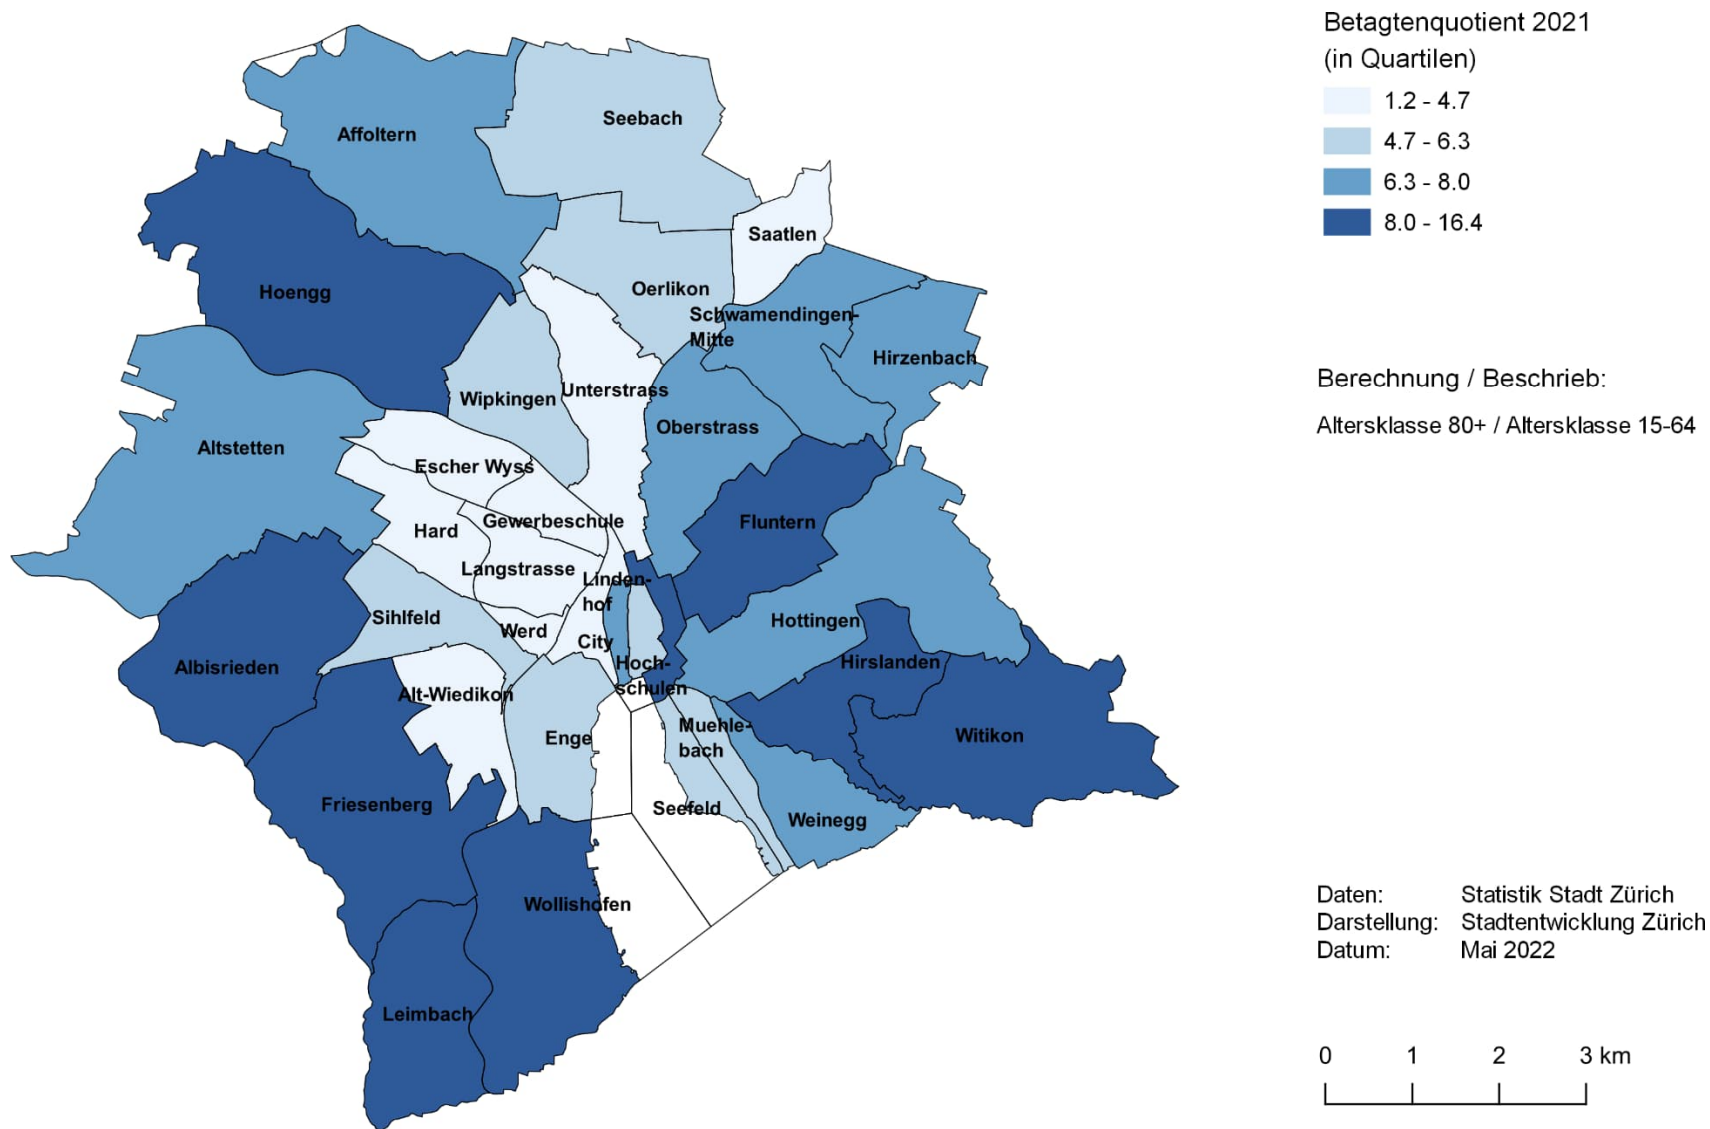 Betagtenquotient 2021
(in Quartilen)
1.2 - 4.7
4.7 - 6.3
6.3 - 8.0
8.0 - 16.4
Affoltern
Seebach
Saatlen
Hoengg
Oerlikon
Schwamendingen-
Mitte
Hirzenbach
Wipkingen
Unterstrass
Oberstrass
Altstetten
Escher Wyss
Gewerbeschule
Fluntern
Hard
Langstrasse
Linden-
hof
Sihlfeld
Werd
City
Hottingen
Albisrieden
Hoch-
schulen
Hirslanden
Alt-Wiedikon
Enge
Muehle-
bach
Witikon
Friesenberg
Seefeld
Weinegg
Wollishofen
Leimbach
Berechnung / Beschrieb:
Altersklasse 80+ / Altersklasse 15-64
Daten: Statistik Stadt Zürich
Darstellung: Stadtentwicklung Zürich
Datum: Mai 2022
0 1 2 3 km